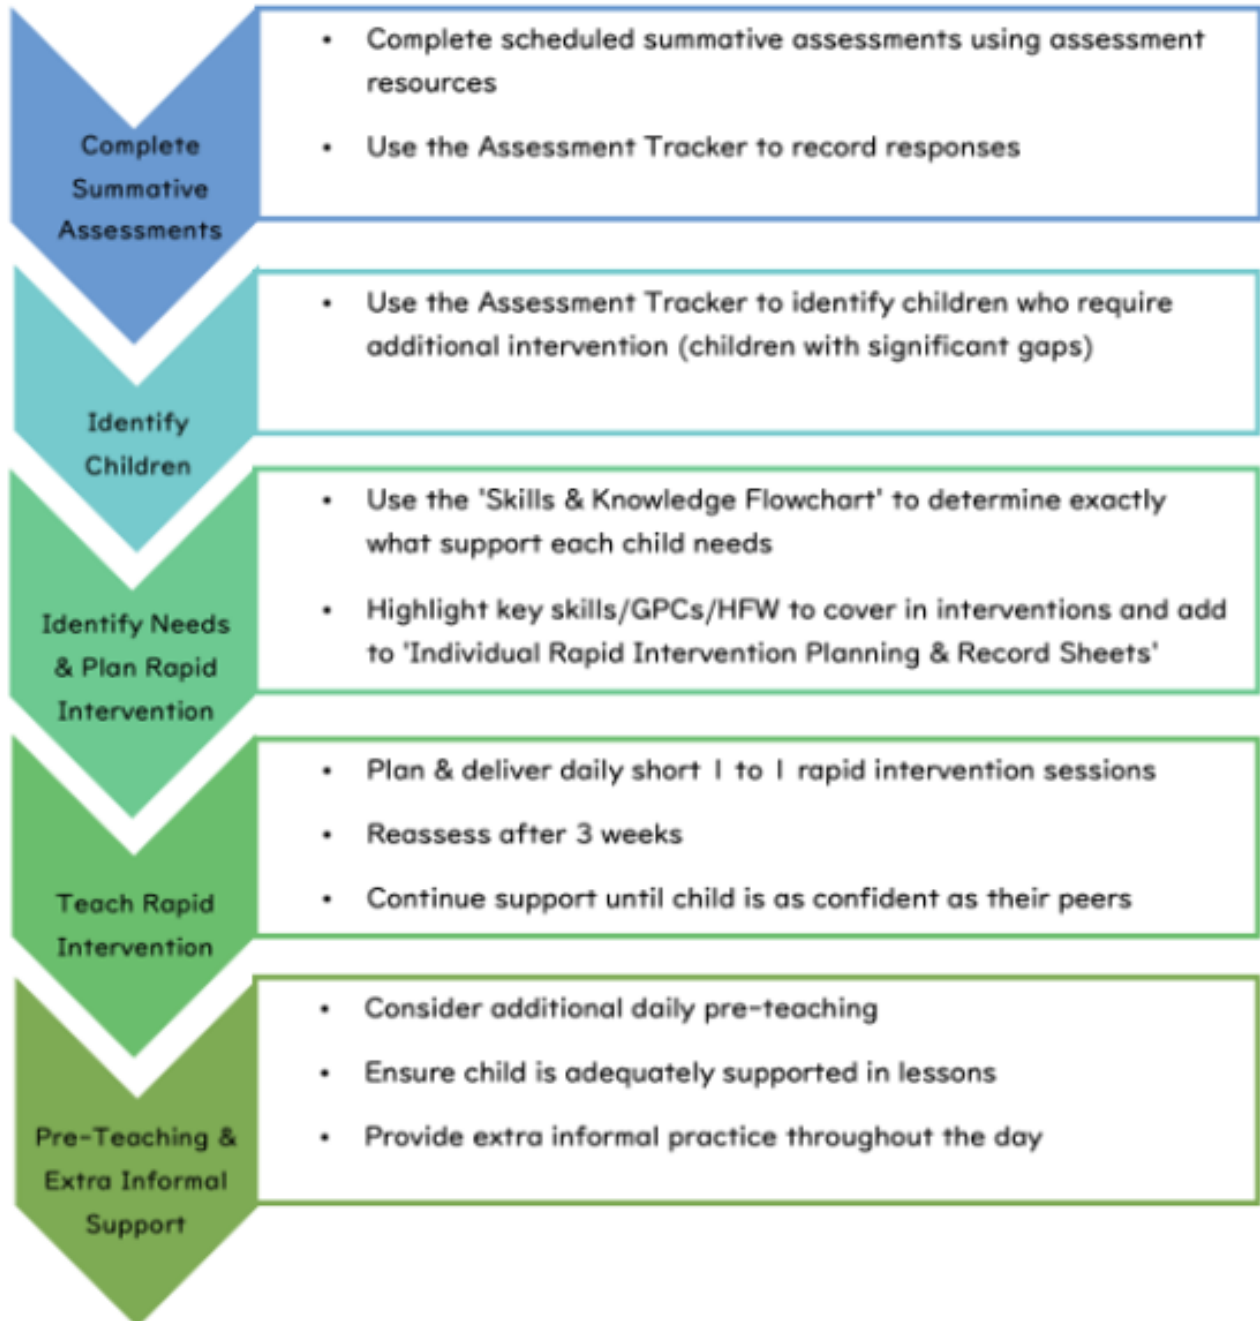 Complete
Summative
Assessments
• Complete scheduled summative assessments using assessment
resources
• Use the Assessment Tracker to record responses
Identify
Children
• Use the Assessment Tracker to identify children who require
additional intervention (children with significant gaps)
Identify Needs
& Plan Rapid
Intervention
• Use the 'Skills & Knowledge Flowchart' to determine exactly
what support each child needs
• Highlight key skills/GPCs/HFW to cover in interventions and add
to 'Individual Rapid Intervention Planning & Record Sheets'
Teach Rapid
Intervention
• Plan & deliver daily short 1 to 1 rapid intervention sessions
• Reassess after 3 weeks
• Continue support until child is as confident as their peers
Pre-Teaching &
Extra Informal
Support
• Consider additional daily pre-teaching
• Ensure child is adequately supported in lessons
• Provide extra informal practice throughout the day